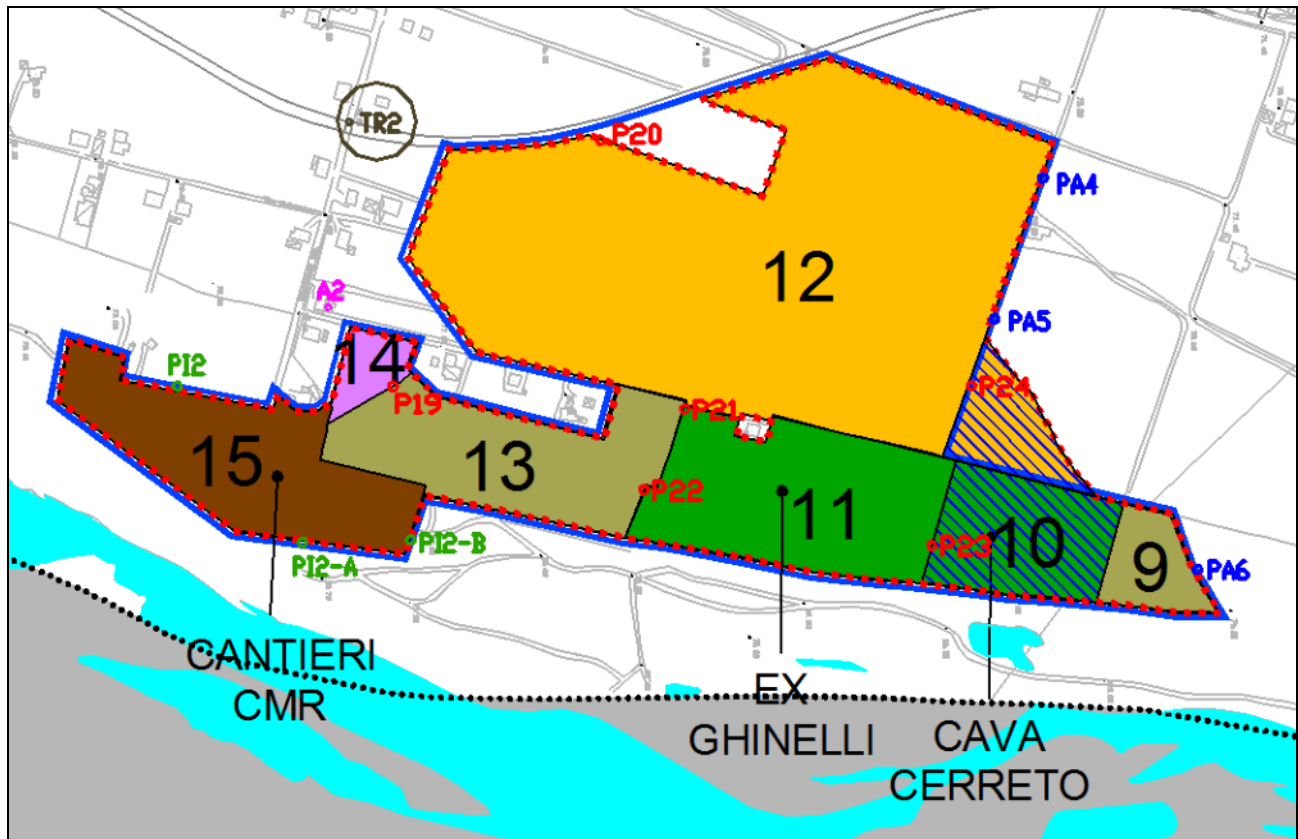 TR2
P20
PA4
12
A2
PA5
14
PI2
P19
P24
P21
15
13
P22
11
P23
10
9
PI2-B
PI2-A
PA6
CANTIERI
CMR
EX
GHINELLI
CAVA
CERRETO